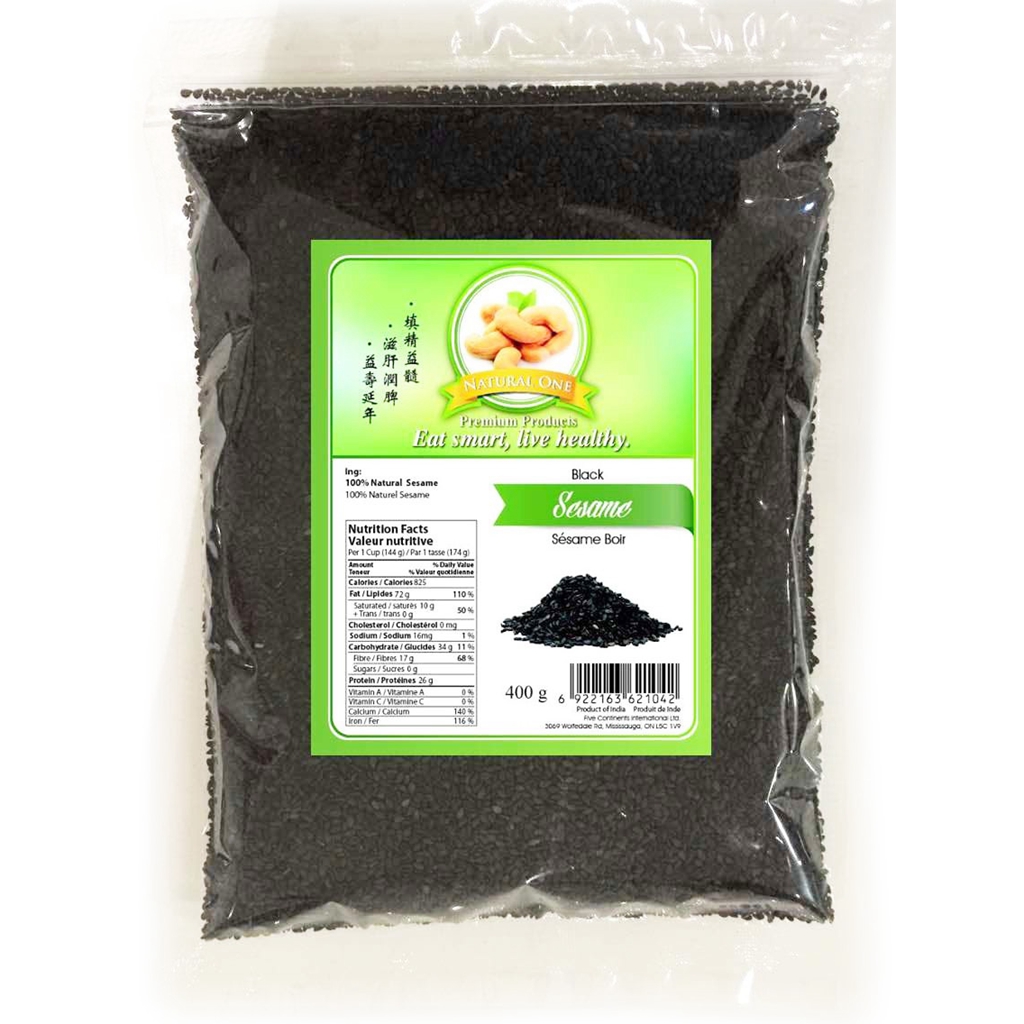 · 槙精益髓
· 滋肝潤脾
· 益壽延年
NATURAL ONE
Premium Products
Eat smart, live healthy.
Ing:
100% Natural Sesame
100% Naturel Sesame
Black
Sesame
Sésame Boir
Nutrition Facts
Valeur nutritive
Per 1 Cup (144 g) / Par 1 tasse (174 g)
Amount % Daily Value
Teneur % Valeur quotidienne
Calories / Calories 825
Fat / Lipides 72 g 110 %
Saturated / saturés 10 g
+ Trans / trans 0 g 50 %
Cholesterol / Cholestérol 0 mg
Sodium / Sodium 16mg 1 %
Carbohydrate / Glucides 34 g 11 %
Fibre / Fibres 17 g 68 %
Sugars / Sucres 0 g
Protein / Protéines 26 g
Vitamin A / Vitamine A 0 %
Vitamin C / Vitamine C 0 %
Calcium / Calcium 140 %
Iron / Fer 116 %
400 g
6 922163 621042
Product of India Produit de Inde
Five Continents International Ltd.
3069 Wolfedale Rd, Mississauga, ON L5C 1V9